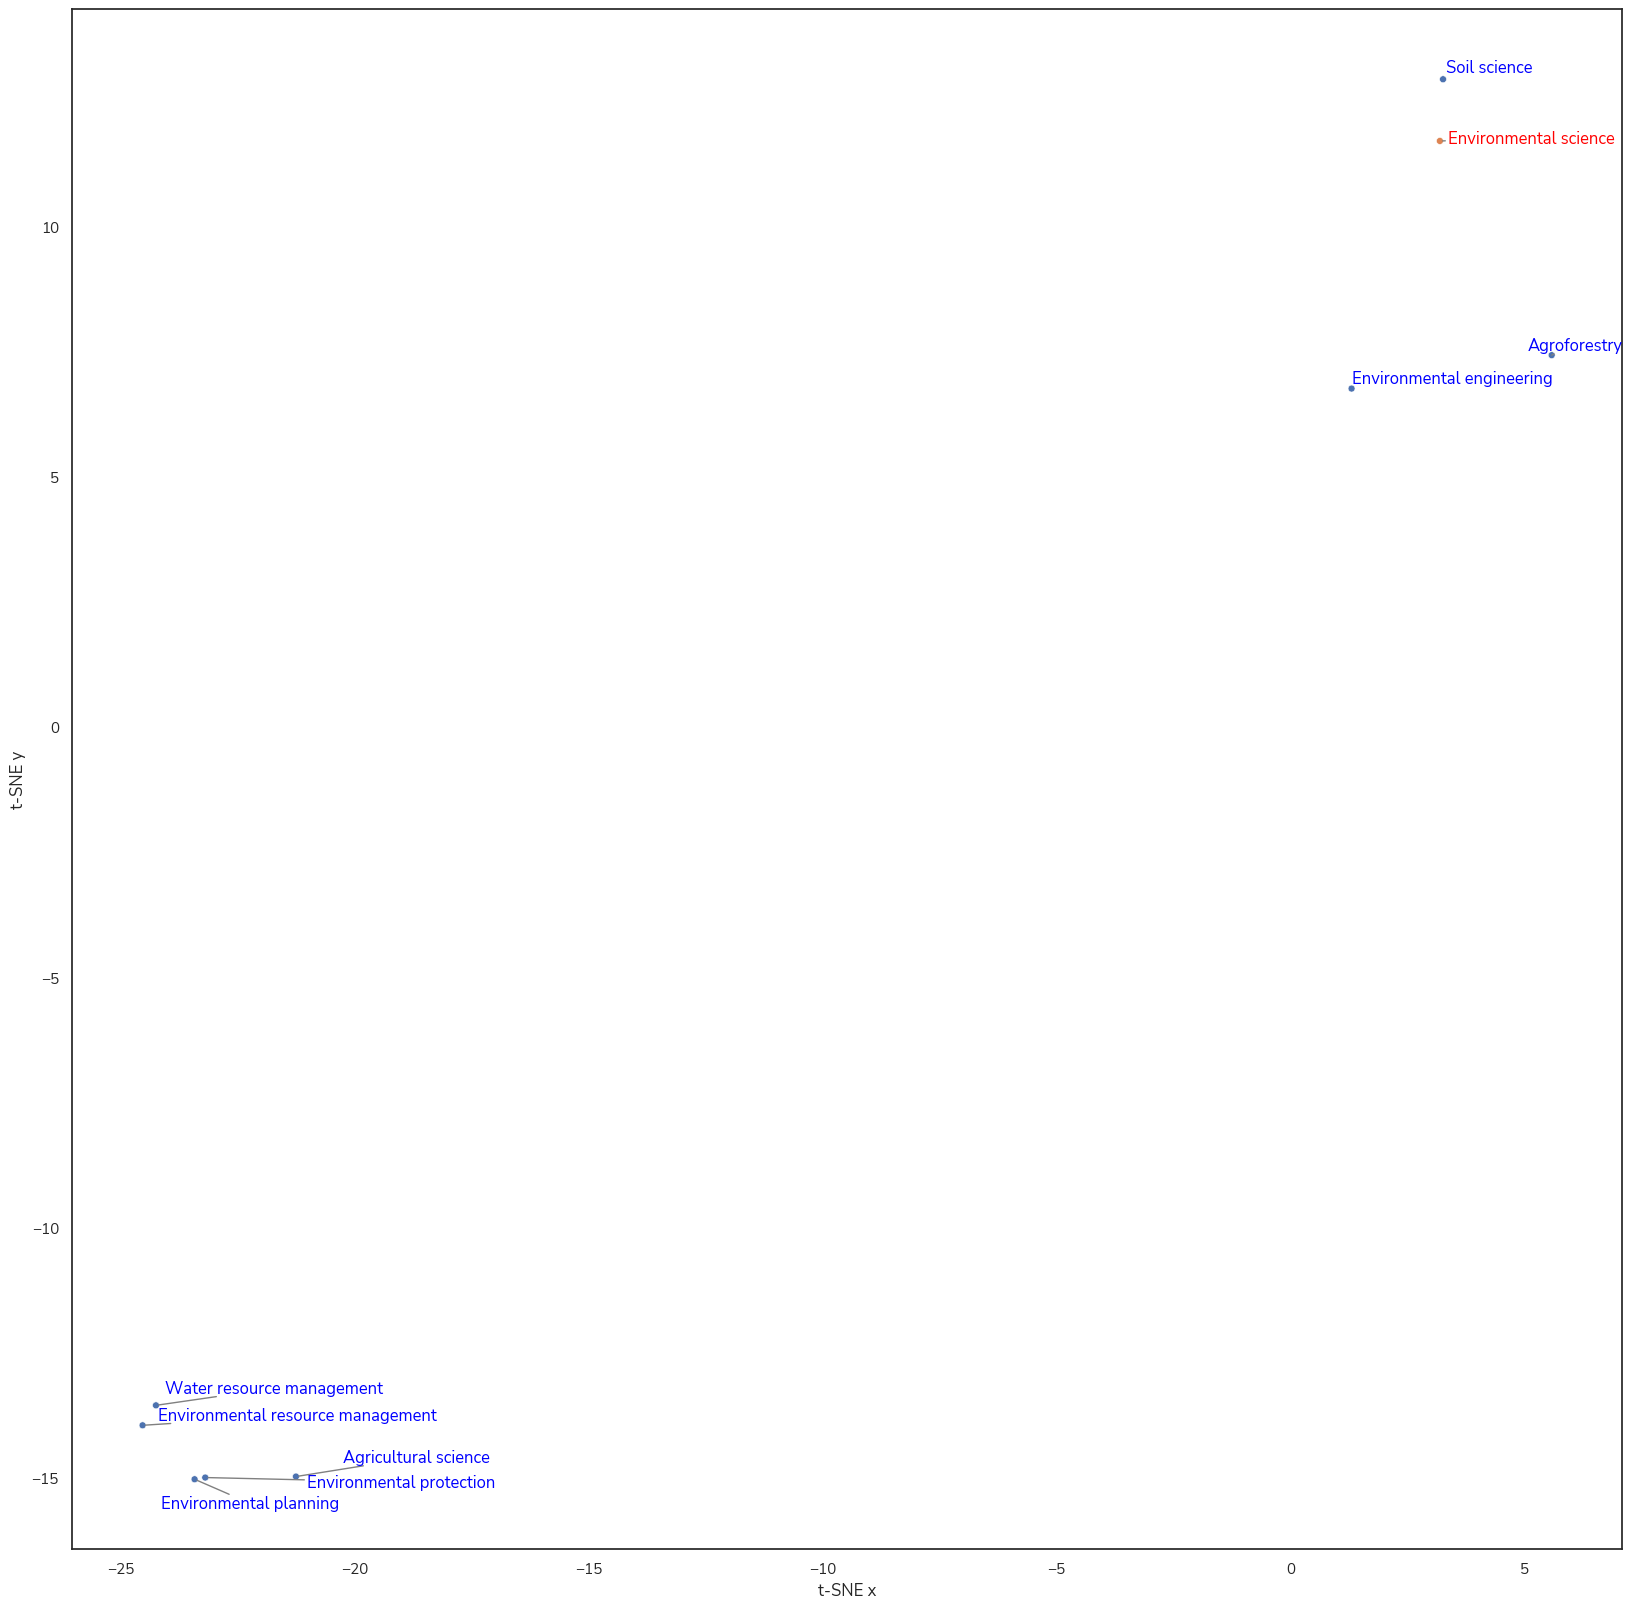 Soil science
Environmental science
10
Agroforestry
Environmental engineering
5
0
t-SNE y
−5
−10
Water resource management
Environmental resource management
Agricultural science
−15
Environmental protection
Environmental planning
−25 −20 −15 −10 −5 0 5
t-SNE x